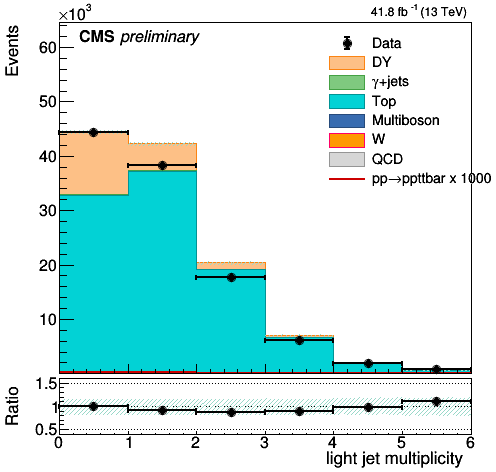 ×10³
41.8 fb⁻¹ (13 TeV)
CMS preliminary
Events
60
50
40
30
20
10
Data
DY
γ+jets
Top
Multiboson
W
QCD
pp→ppttbar x 1000
Ratio
1.5
1
0.5
0 1 2 3 4 5 6
light jet multiplicity